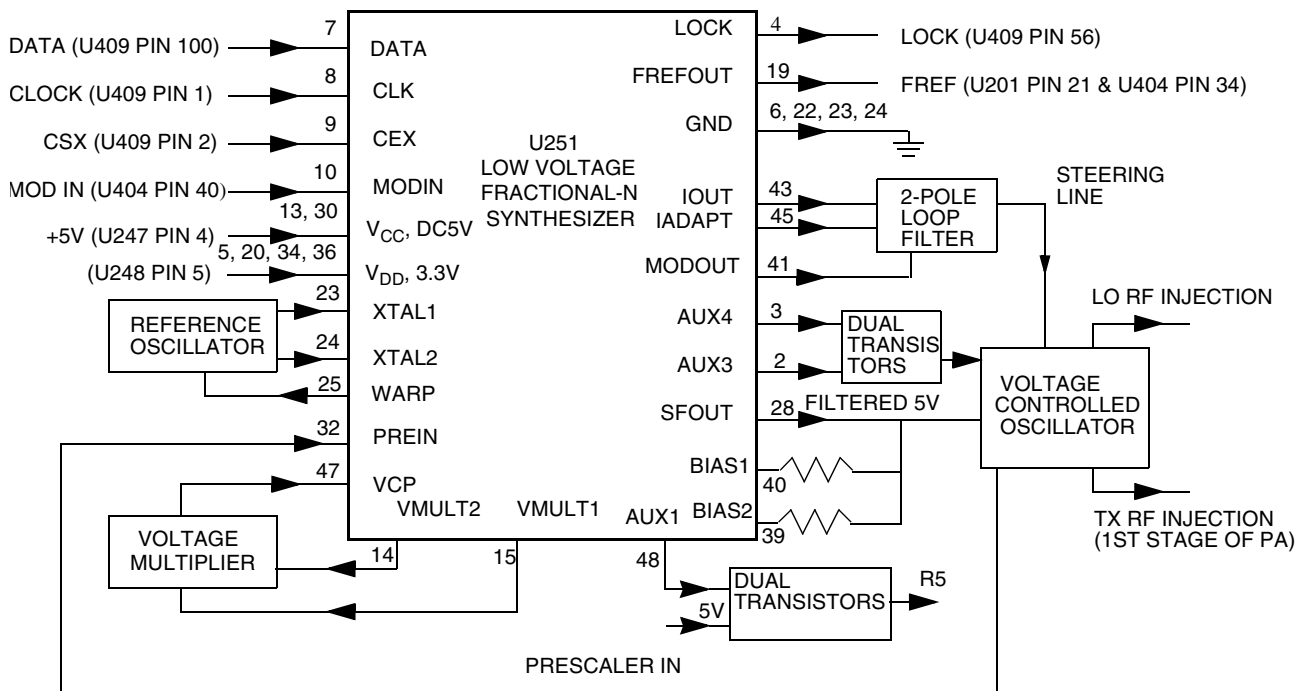 7
DATA (U409 PIN 100)
DATA
8
CLOCK (U409 PIN 1)
CLK
9
CSX (U409 PIN 2)
CEX
10
MOD IN (U404 PIN 40)
MODIN
13, 30
+5V (U247 PIN 4)
VCC, DC5V
5, 20, 34, 36
(U248 PIN 5)
VDD, 3.3V
23
XTAL1
REFERENCE
OSCILLATOR
24
XTAL2
25
WARP
32
PREIN
47
VCP
VOLTAGE
MULTIPLIER
VMULT2
14
VMULT1
15
AUX1
48
U251
LOW VOLTAGE
FRACTIONAL-N
SYNTHESIZER
LOCK
4
LOCK (U409 PIN 56)
FREFOUT
19
FREF (U201 PIN 21 & U404 PIN 34)
GND
6, 22, 23, 24
IOUT
43
IADAPT
45
2-POLE
LOOP
FILTER
STEERING
LINE
MODOUT
41
AUX4
3
AUX3
2
DUAL
TRANSIS
TORS
LO RF INJECTION
VOLTAGE
CONTROLLED
OSCILLATOR
SFOUT
28
FILTERED 5V
BIAS1
40
BIAS2
39
TX RF INJECTION
(1ST STAGE OF PA)
5V
DUAL
TRANSISTORS
R5
PRESCALER IN